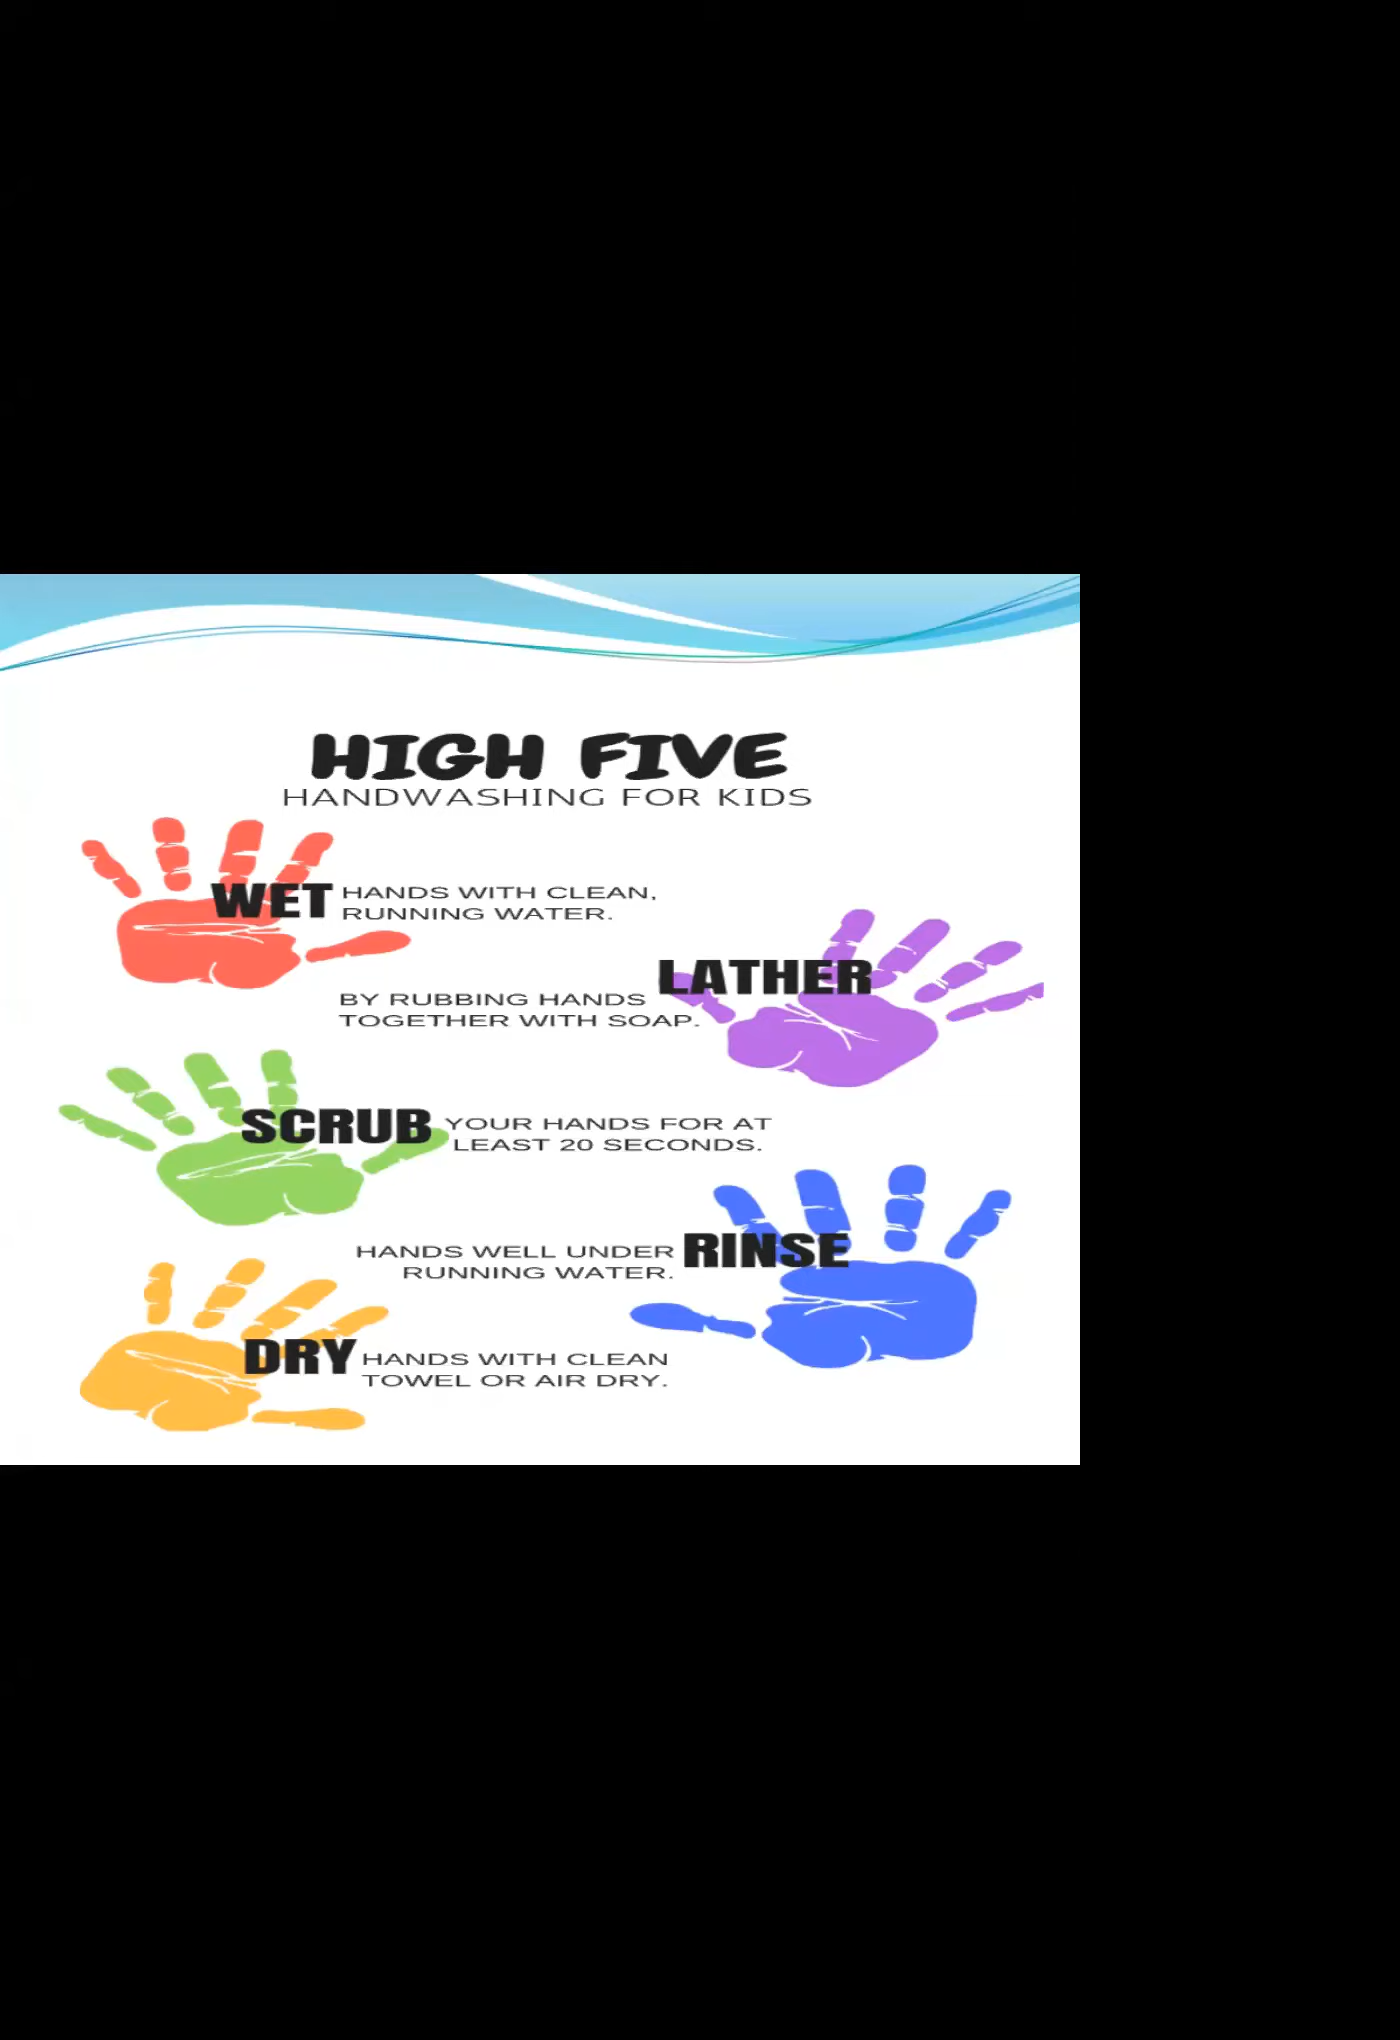 HIGH FIVE
HANDWASHING FOR KIDS
WET HANDS WITH CLEAN,
RUNNING WATER.
LATHER
BY RUBBING HANDS
TOGETHER WITH SOAP.
SCRUB YOUR HANDS FOR AT
LEAST 20 SECONDS.
HANDS WELL UNDER RINSE
RUNNING WATER.
DRY HANDS WITH CLEAN
TOWEL OR AIR DRY.